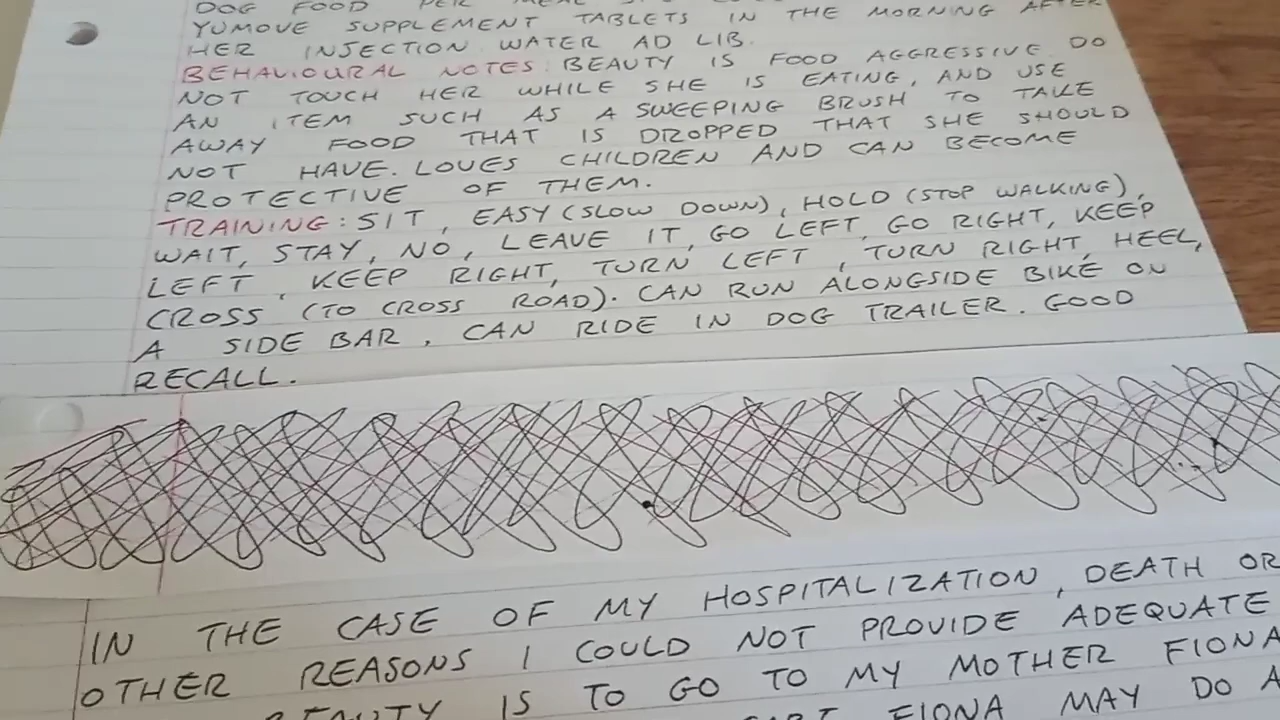 DOG FOOD PER MEAL
YUMOVE SUPPLEMENT TABLETS IN THE MORNING AFTER
HER INJECTION. WATER AD LIB.
BEHAVIOURAL NOTES: BEAUTY IS FOOD AGGRESSIVE DO
NOT TOUCH HER WHILE SHE IS EATING, AND USE
AN ITEM SUCH AS A SWEEPING BRUSH TO TAKE
AWAY FOOD THAT IS DROPPED THAT SHE SHOULD
NOT HAVE. LOVES CHILDREN AND CAN BECOME
PROTECTIVE OF THEM.
TRAINING: SIT, EASY (SLOW DOWN), HOLD (STOP WALKING),
WAIT, STAY, NO, LEAVE IT, GO LEFT, GO RIGHT, KEEP
LEFT, KEEP RIGHT, TURN LEFT, TURN RIGHT, HEEL,
CROSS (TO CROSS ROAD). CAN RUN ALONGSIDE BIKE ON
A SIDE BAR, CAN RIDE IN DOG TRAILER. GOOD
RECALL.
IN THE CASE OF MY HOSPITALIZATION, DEATH OR
OTHER REASONS I COULD NOT PROVIDE ADEQUATE
BEAUTY IS TO GO TO MY MOTHER FIONA
FIONA MAY DO A